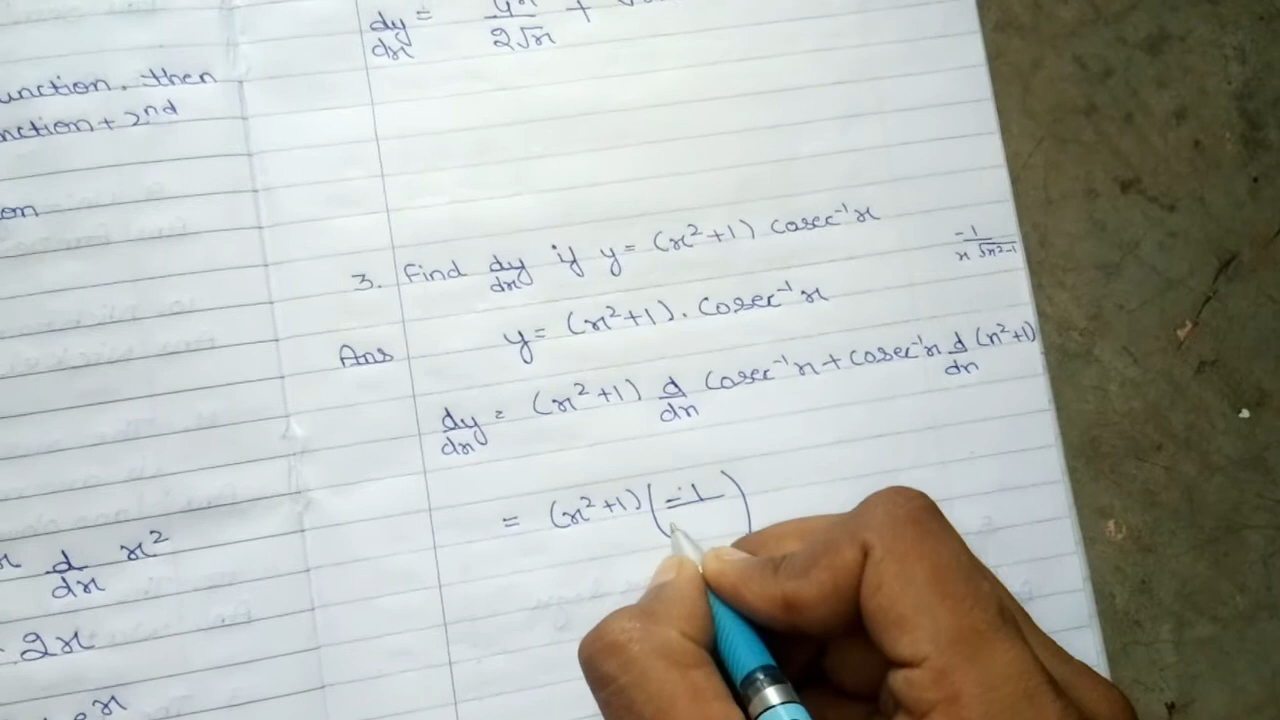 dy/dx = /2√x +
unction. then
nction + 2nd
on
3. Find dy/dx if y = (x²+1) cosec⁻¹x
-1/x√x²-1
Ans y = (x²+1). cosec⁻¹x
dy/dx = (x²+1) d/dx cosec⁻¹x + cosec⁻¹x d/dx (x²+1)
= (x²+1) (-1/ )
x d/dx x²
2x
x